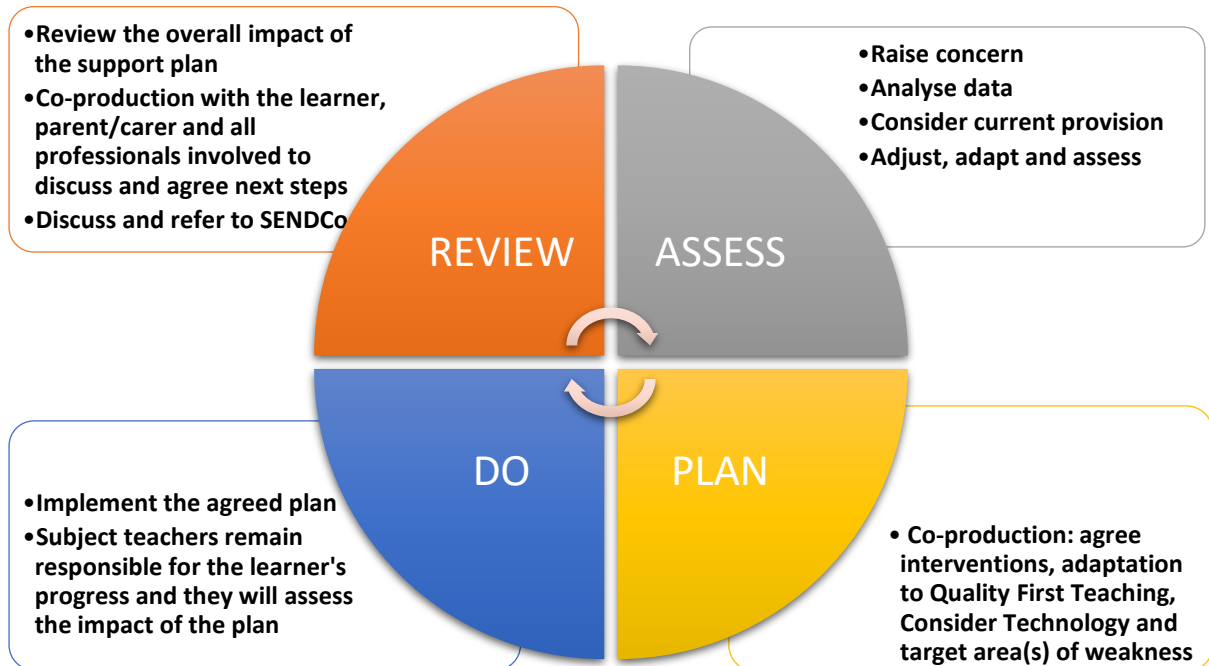 •Review the overall impact of
the support plan
•Co-production with the learner,
parent/carer and all
professionals involved to
discuss and agree next steps
•Discuss and refer to SENDCo
•Raise concern
•Analyse data
•Consider current provision
•Adjust, adapt and assess
REVIEW
ASSESS
DO
PLAN
•Implement the agreed plan
•Subject teachers remain
responsible for the learner's
progress and they will assess
the impact of the plan
• Co-production: agree
interventions, adaptation
to Quality First Teaching,
Consider Technology and
target area(s) of weakness